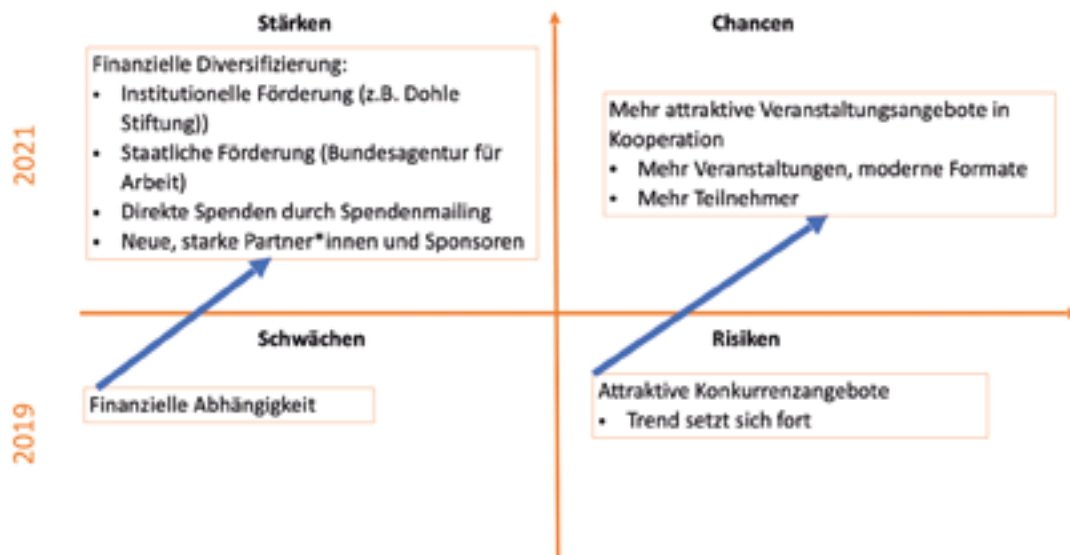 Stärken
Finanzielle Diversifizierung:
• Institutionelle Förderung (z.B. Dohle
Stiftung))
• Staatliche Förderung (Bundesagentur für
Arbeit)
• Direkte Spenden durch Spendenmailing
• Neue, starke Partner*innen und Sponsoren
Chancen
Mehr attraktive Veranstaltungsangebote in
Kooperation
• Mehr Veranstaltungen, moderne Formate
• Mehr Teilnehmer
2021
Schwächen
Finanzielle Abhängigkeit
Risiken
Attraktive Konkurrenzangebote
• Trend setzt sich fort
2019